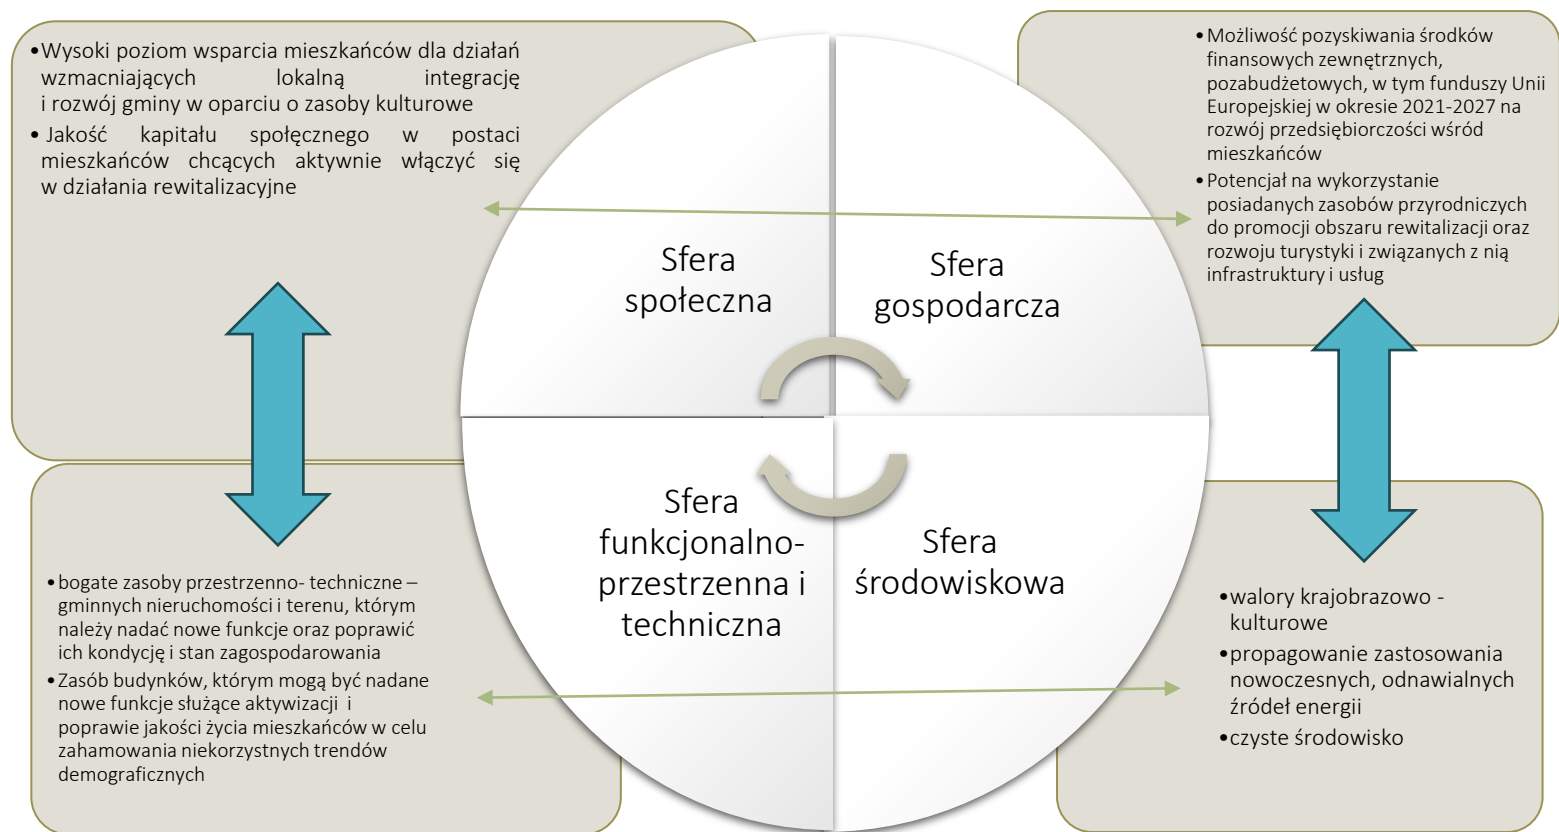 •Wysoki poziom wsparcia mieszkańców dla działań
wzmacniających lokalną integrację
i rozwój gminy w oparciu o zasoby kulturowe
• Jakość kapitału społęcznego w postaci
mieszkańców chcących aktywnie włączyć się
w działania rewitalizacyjne
•Możliwość pozyskiwania środków
finansowych zewnętrznych,
pozabudżetowych, w tym funduszy Unii
Europejskiej w okresie 2021-2027 na
rozwój przedsiębiorczości wśród
mieszkańców
•Potencjał na wykorzystanie
posiadanych zasobów przyrodniczych
do promocji obszaru rewitalizacji oraz
rozwoju turystyki i związanych z nią
infrastruktury i usług
Sfera
społeczna
Sfera
gospodarcza
Sfera
funkcjonalno-
przestrzenna i
techniczna
Sfera
środowiskowa
•bogate zasoby przestrzenno- techniczne –
gminnych nieruchomości i terenu, którym
należy nadać nowe funkcje oraz poprawić
ich kondycję i stan zagospodarowania
•Zasób budynków, którym mogą być nadane
nowe funkcje służące aktywizacji i
poprawie jakości życia mieszkańców w celu
zahamowania niekorzystnych trendów
demograficznych
•walory krajobrazowo -
kulturowe
•propagowanie zastosowania
nowoczesnych, odnawialnych
źródeł energii
•czyste środowisko